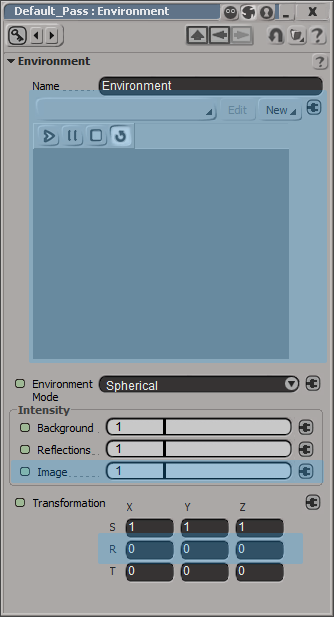 Default_Pass : Environment
_ X
?
Environment ?
Name Environment
Edit New
Environment Mode Spherical
Intensity
Background 1
Reflections 1
Image 1
Transformation X Y Z
S 1 1 1
R 0 0 0
T 0 0 0